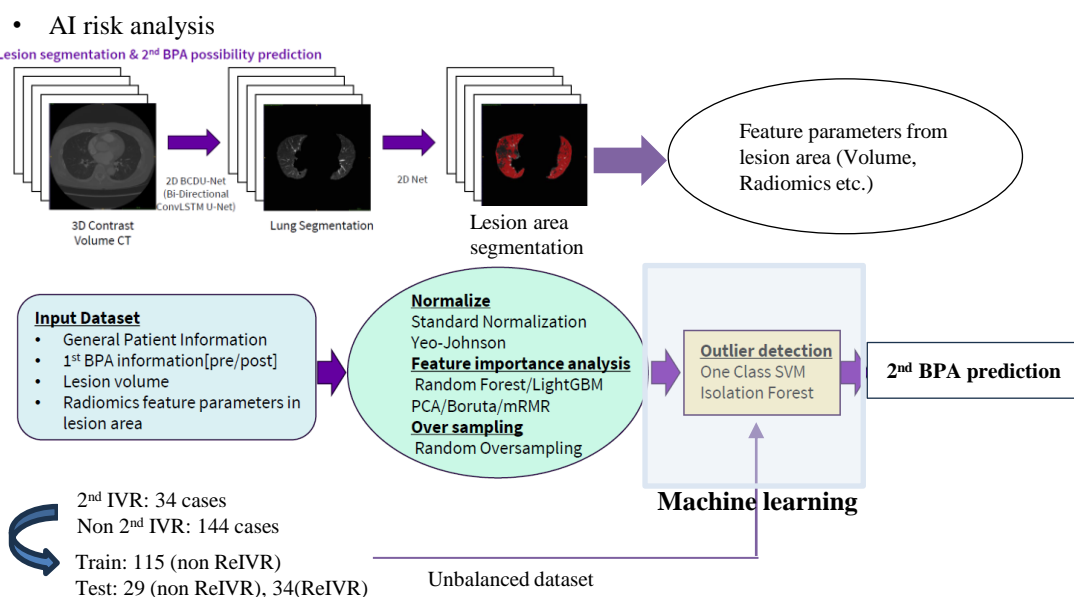 • AI risk analysis
Lesion segmentation & 2nd BPA possibility prediction
2D BCDU-Net
(Bi-Directional
ConvLSTM U-Net)
2D Net
3D Contrast
Volume CT
Lung Segmentation
Lesion area
segmentation
Feature parameters from
lesion area (Volume,
Radiomics etc.)
Input Dataset
• General Patient Information
• 1st BPA information[pre/post]
• Lesion volume
• Radiomics feature parameters in
lesion area
Normalize
Standard Normalization
Yeo-Johnson
Feature importance analysis
Random Forest/LightGBM
PCA/Boruta/mRMR
Over sampling
Random Oversampling
Outlier detection
One Class SVM
Isolation Forest
Machine learning
2nd BPA prediction
2nd IVR: 34 cases
Non 2nd IVR: 144 cases
Train: 115 (non ReIVR)
Test: 29 (non ReIVR), 34(ReIVR)
Unbalanced dataset